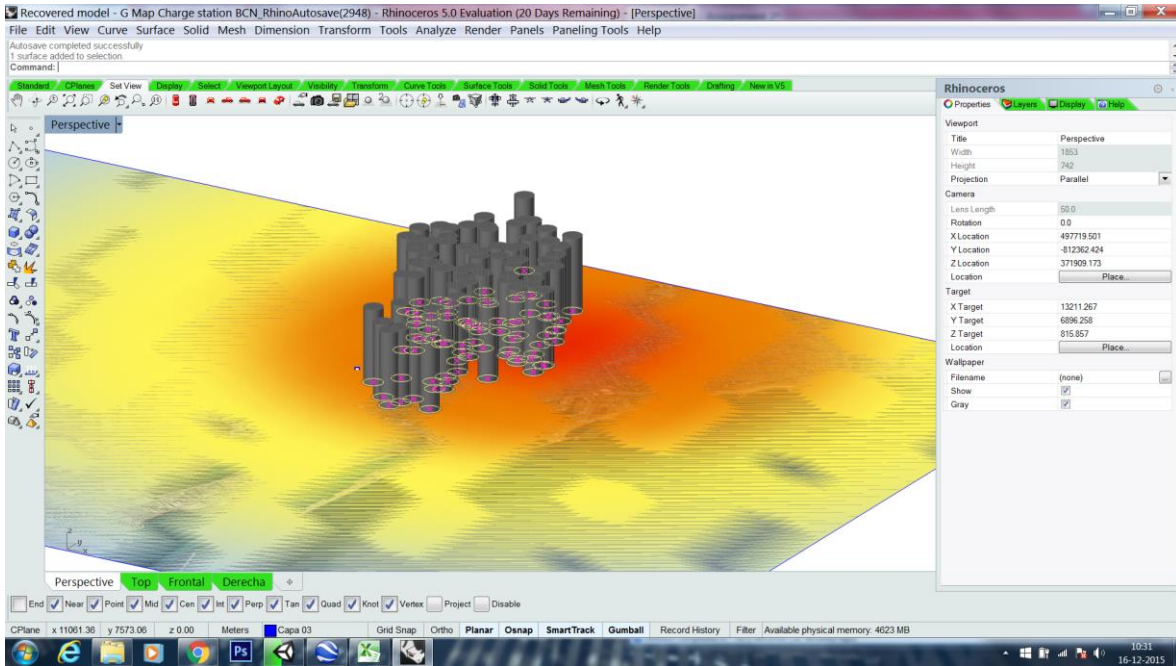 Recovered model - G Map Charge station BCN_RhinoAutosave(2948) - Rhinoceros 5.0 Evaluation (20 Days Remaining) - [Perspective]
File Edit View Curve Surface Solid Mesh Dimension Transform Tools Analyze Render Panels Paneling Tools Help
Autosave completed successfully
1 surface added to selection
Command:
Standard CPlanes Set View Display Select Viewport Layout Visibility Transform Curve Tools Surface Tools Solid Tools Mesh Tools Render Tools Drafting New in V5
Perspective
Rhinoceros
Properties Layers Display Help
Viewport
Title Perspective
Width 1853
Height 742
Projection Parallel
Camera
Lens Length 50.0
Rotation 0.0
X Location 497719.501
Y Location -812362.424
Z Location 371909.173
Location Place...
Target
X Target 13211.267
Y Target 6896.258
Z Target 815.857
Location Place...
Wallpaper
Filename (none) ...
Show
Gray
z
y
x
Perspective Top Frontal Derecha
End Near Point Mid Cen Int Perp Tan Quad Knot Vertex Project Disable
CPlane x 11061.36 y 7573.06 z 0.00 Meters Capa 03 Grid Snap Ortho Planar Osnap SmartTrack Gumball Record History Filter Available physical memory: 4623 MB
Ps
10:31
16-12-2015